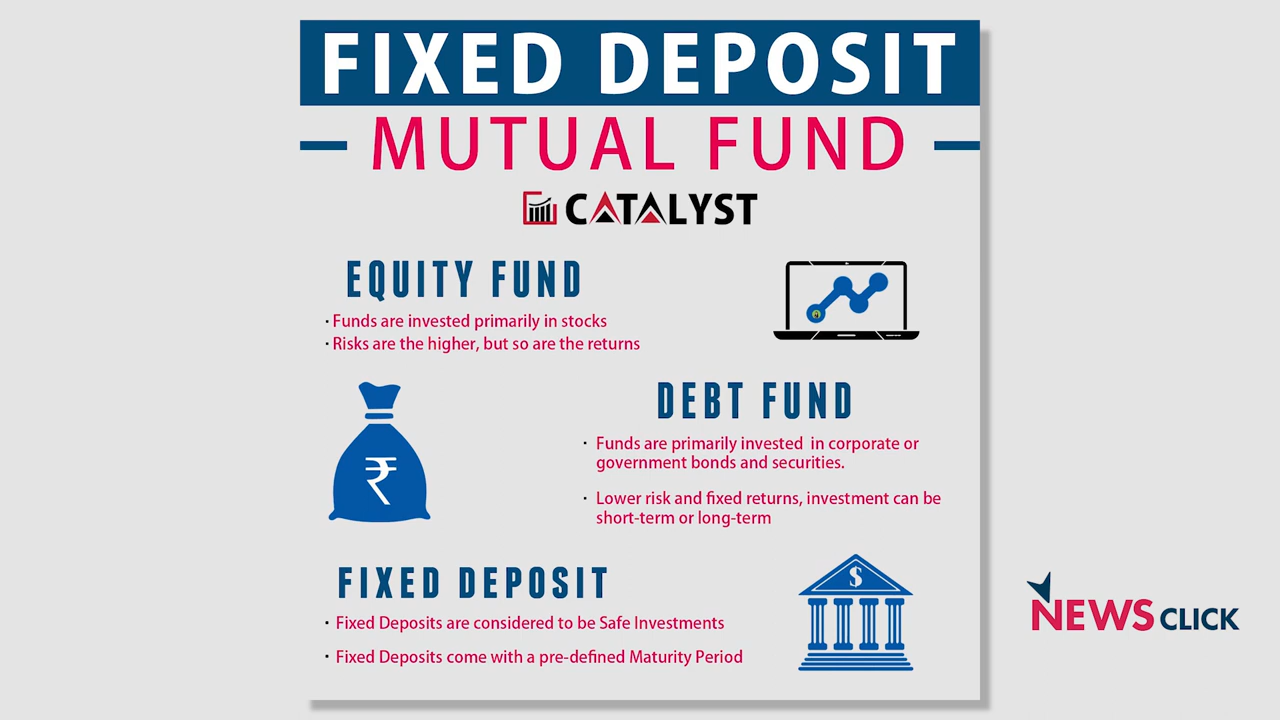 FIXED DEPOSIT
MUTUAL FUND
CATALYST
EQUITY FUND
· Funds are invested primarily in stocks
· Risks are the higher, but so are the returns
₹
DEBT FUND
· Funds are primarily invested in corporate or
government bonds and securities.
· Lower risk and fixed returns, investment can be
short-term or long-term
FIXED DEPOSIT
· Fixed Deposits are considered to be Safe Investments
· Fixed Deposits come with a pre-defined Maturity Period
$
NEWSCLICK